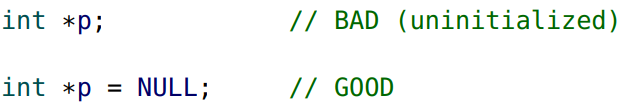 int *p;            // BAD (uninitialized)
int *p = NULL;     // GOOD